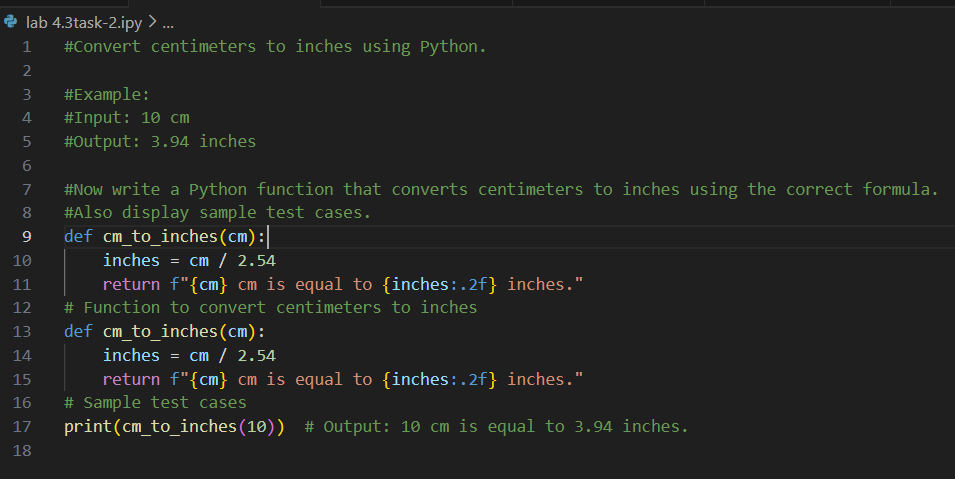 lab 4.3task-2.ipy > ...
1 #Convert centimeters to inches using Python.
2
3 #Example:
4 #Input: 10 cm
5 #Output: 3.94 inches
6
7 #Now write a Python function that converts centimeters to inches using the correct formula.
8 #Also display sample test cases.
9 def cm_to_inches(cm):
10     inches = cm / 2.54
11     return f"{cm} cm is equal to {inches:.2f} inches."
12 # Function to convert centimeters to inches
13 def cm_to_inches(cm):
14     inches = cm / 2.54
15     return f"{cm} cm is equal to {inches:.2f} inches."
16 # Sample test cases
17 print(cm_to_inches(10))  # Output: 10 cm is equal to 3.94 inches.
18